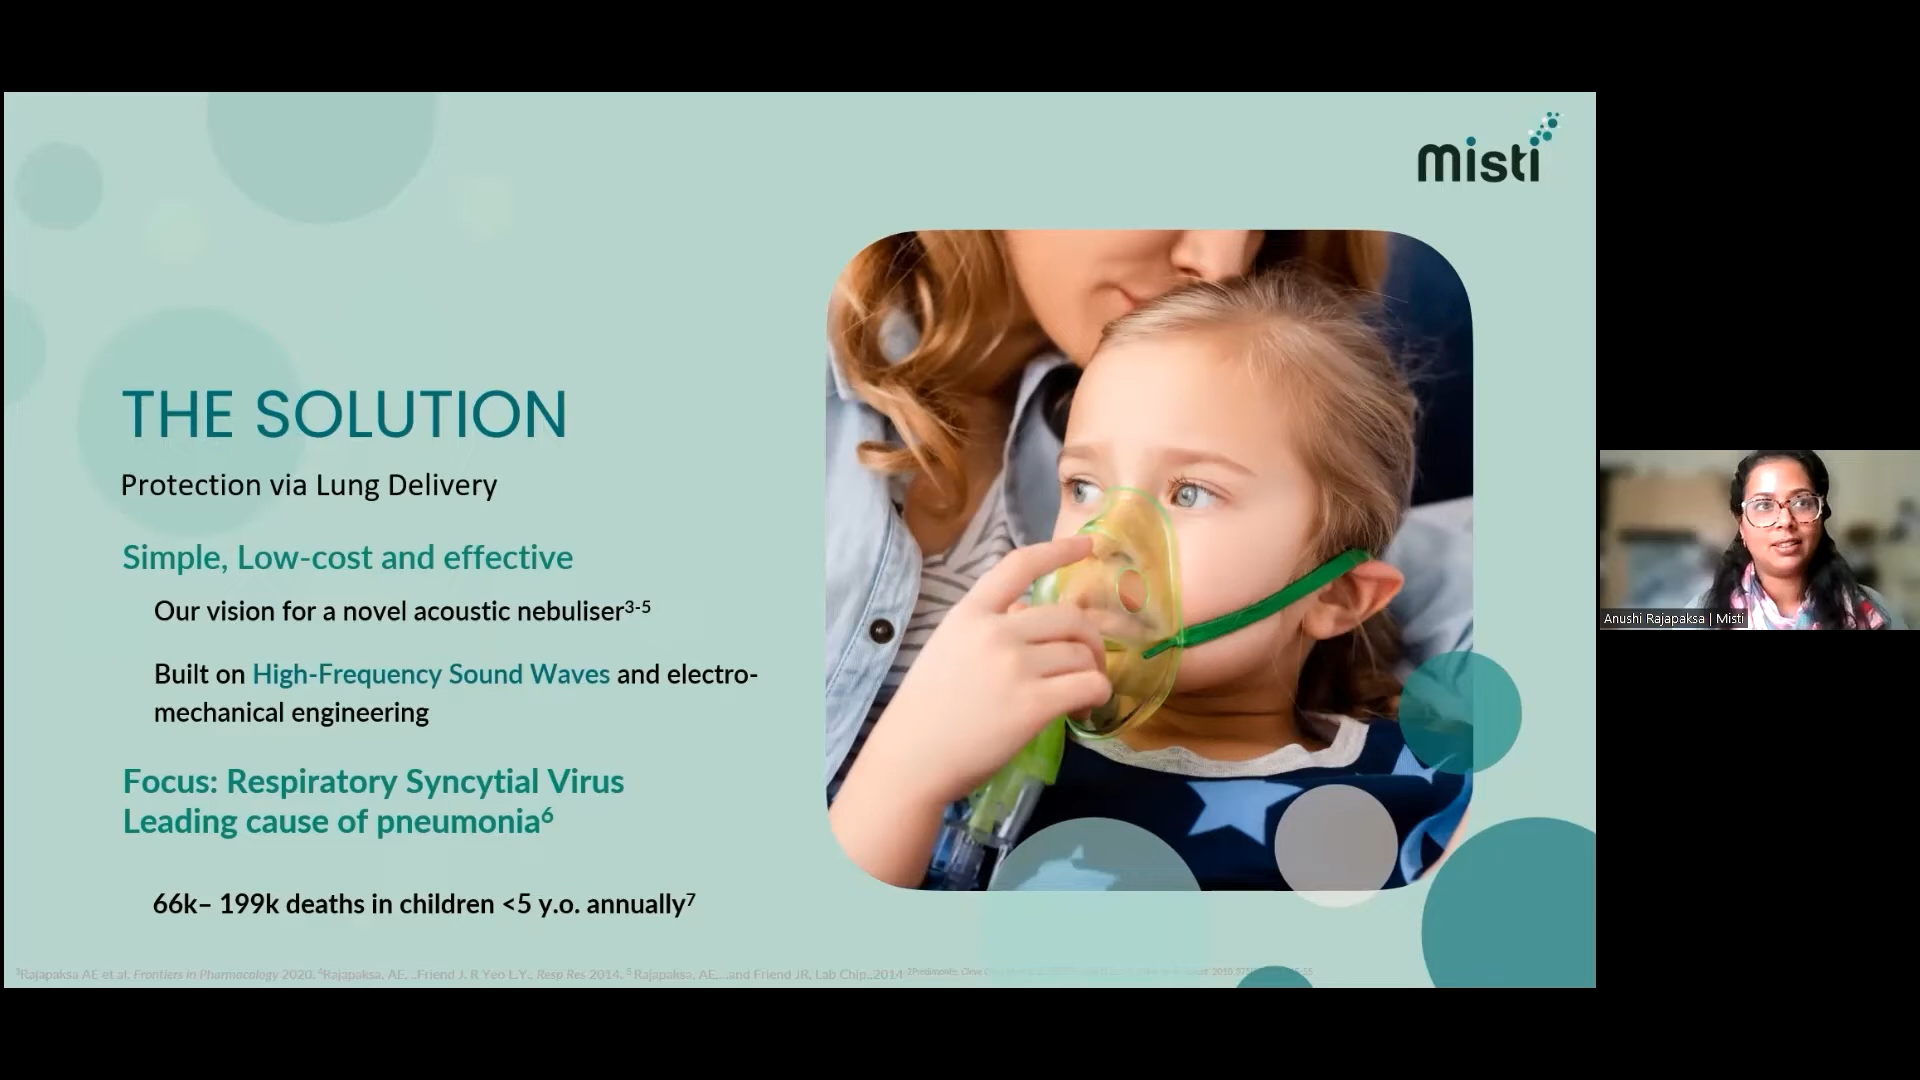 misti
THE SOLUTION
Protection via Lung Delivery
Simple, Low-cost and effective
Our vision for a novel acoustic nebuliser3-5
Built on High-Frequency Sound Waves and electro-
mechanical engineering
Focus: Respiratory Syncytial Virus
Leading cause of pneumonia6
66k– 199k deaths in children <5 y.o. annually7
3Rajapaksa AE et al. Frontiers in Pharmacology 2020. 4Rajapaksa, AE,..Friend J. R Yeo L.Y., Resp Res 2014. 5Rajapaksa, AE,...and Friend JR, Lab Chip..2014
Anushi Rajapaksa | Misti